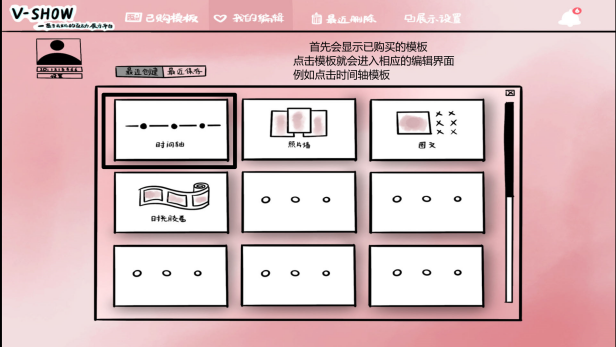 V-SHOW
已购模板
我的编辑
最近删除
展示设置
首先会显示已购买的模板
点击模板就会进入相应的编辑界面
例如点击时间轴模板
设置
最近创建
最近保存
时间轴
照片墙
图文
时光胶卷